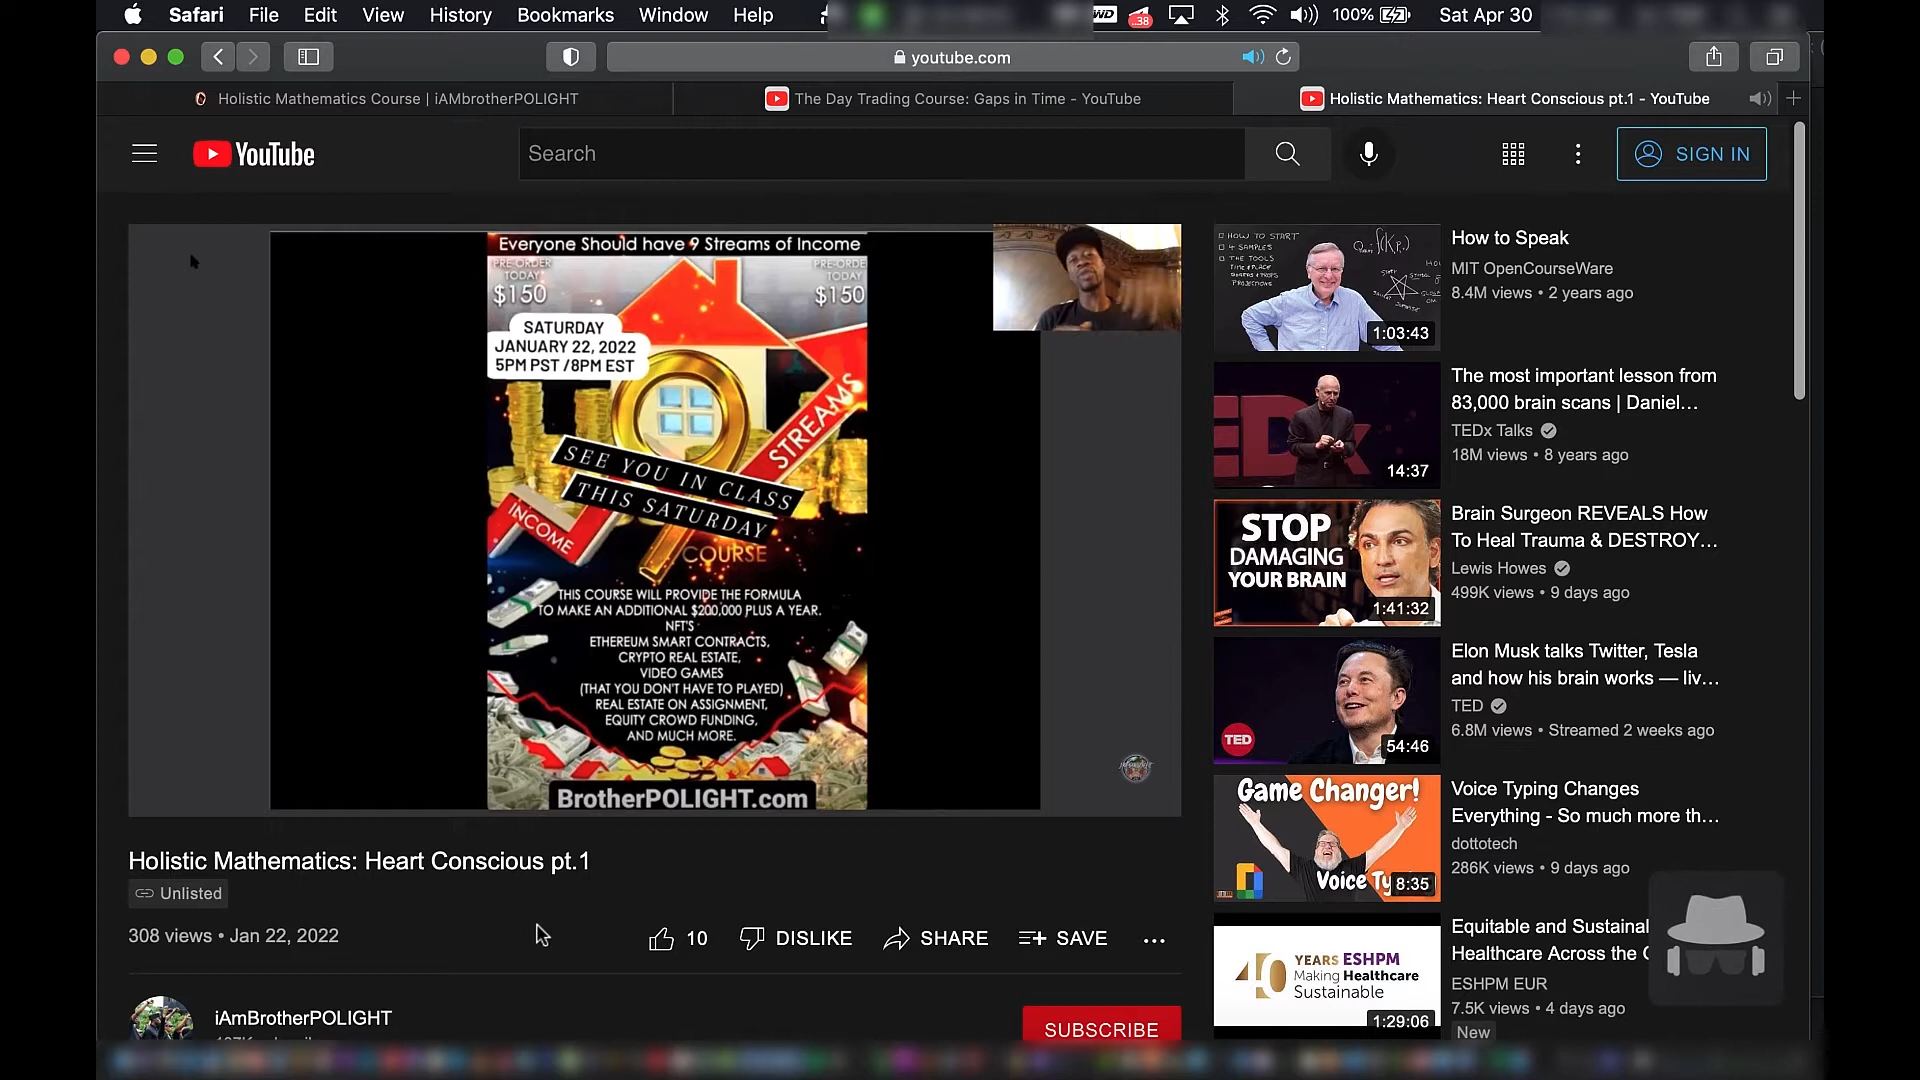 Safari File Edit View History Bookmarks Window Help
100% Sat Apr 30
youtube.com
Holistic Mathematics Course | iAMbrotherPOLIGHT
The Day Trading Course: Gaps in Time - YouTube
Holistic Mathematics: Heart Conscious pt.1 - YouTube
YouTube
Search
SIGN IN
Everyone Should have 9 Streams of Income
PRE-ORDER
TODAY
$150
$150
SATURDAY
JANUARY 22, 2022
5PM PST /8PM EST
STREAMS
SEE YOU IN CLASS
THIS SATURDAY
INCOME
COURSE
THIS COURSE WILL PROVIDE THE FORMULA
TO MAKE AN ADDITIONAL $200,000 PLUS A YEAR.
NFT'S
ETHEREUM SMART CONTRACTS,
CRYPTO REAL ESTATE,
VIDEO GAMES
(THAT YOU DON'T HAVE TO PLAYED)
REAL ESTATE ON ASSIGNMENT,
EQUITY CROWD FUNDING,
AND MUCH MORE.
BrotherPOLIGHT.com
Holistic Mathematics: Heart Conscious pt.1
Unlisted
308 views • Jan 22, 2022
10 DISLIKE SHARE SAVE
iAmBrotherPOLIGHT
SUBSCRIBE
HOW TO START
4 SAMPLES
THE TOOLS
1:03:43
How to Speak
MIT OpenCourseWare
8.4M views • 2 years ago
14:37
The most important lesson from
83,000 brain scans | Daniel...
TEDx Talks
18M views • 8 years ago
STOP
DAMAGING
YOUR BRAIN
1:41:32
Brain Surgeon REVEALS How
To Heal Trauma & DESTROY...
Lewis Howes
499K views • 9 days ago
TED
54:46
Elon Musk talks Twitter, Tesla
and how his brain works — liv...
TED
6.8M views • Streamed 2 weeks ago
Game Changer!
Voice Ty
8:35
Voice Typing Changes
Everything - So much more th...
dottotech
286K views • 9 days ago
40 YEARS ESHPM
Making Healthcare
Sustainable
1:29:06
Equitable and Sustainal
Healthcare Across the
ESHPM EUR
7.5K views • 4 days ago
New